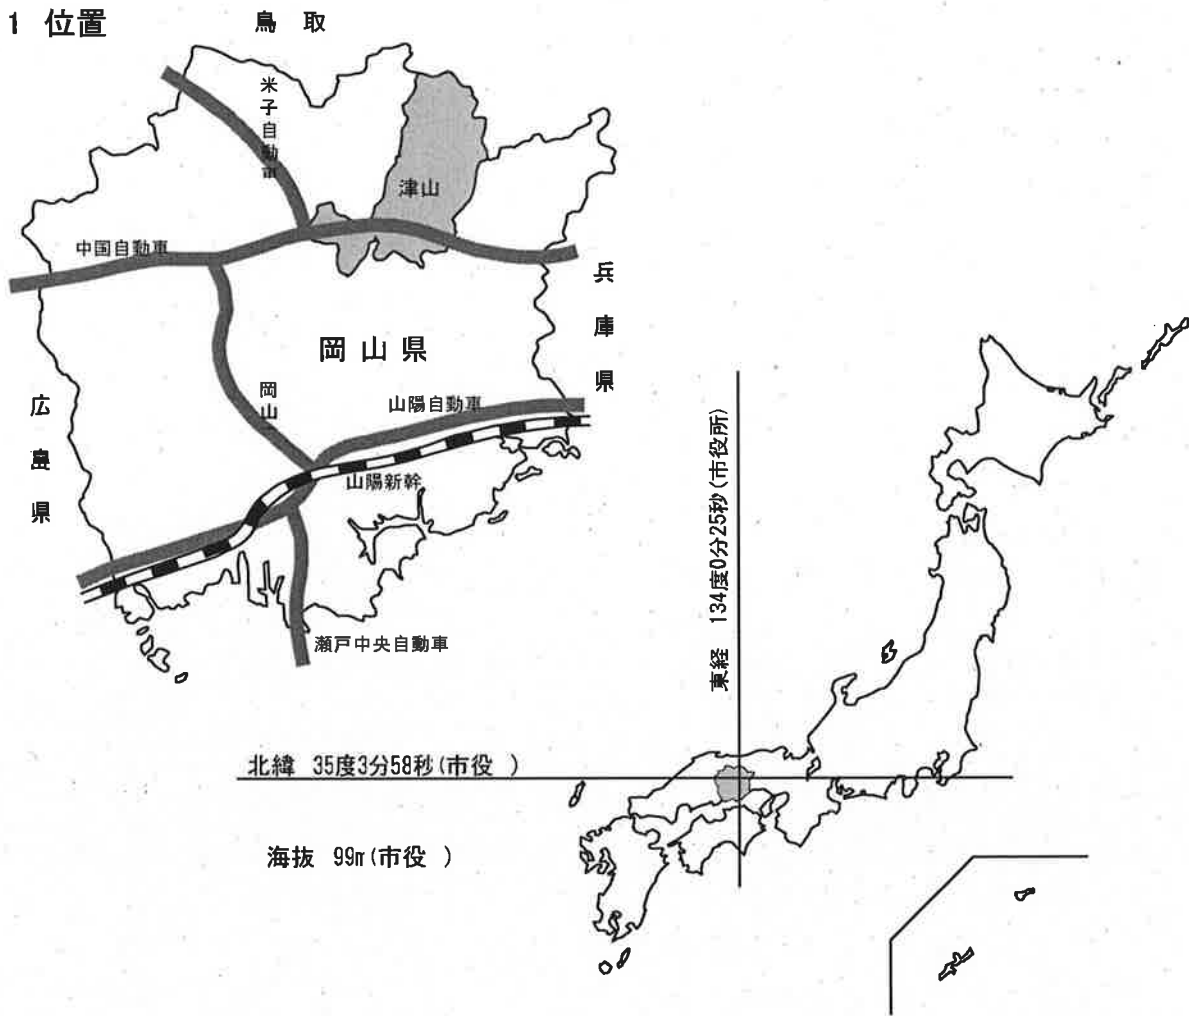 1 位置
鳥 取
米子自動車
津山
中国自動車
兵庫県
岡山県
岡山
山陽自動車
広島県
山陽新幹
瀬戸中央自動車
東経 134度0分25秒(市役所)
北緯 35度3分58秒(市役 )
海抜 99m(市役 )